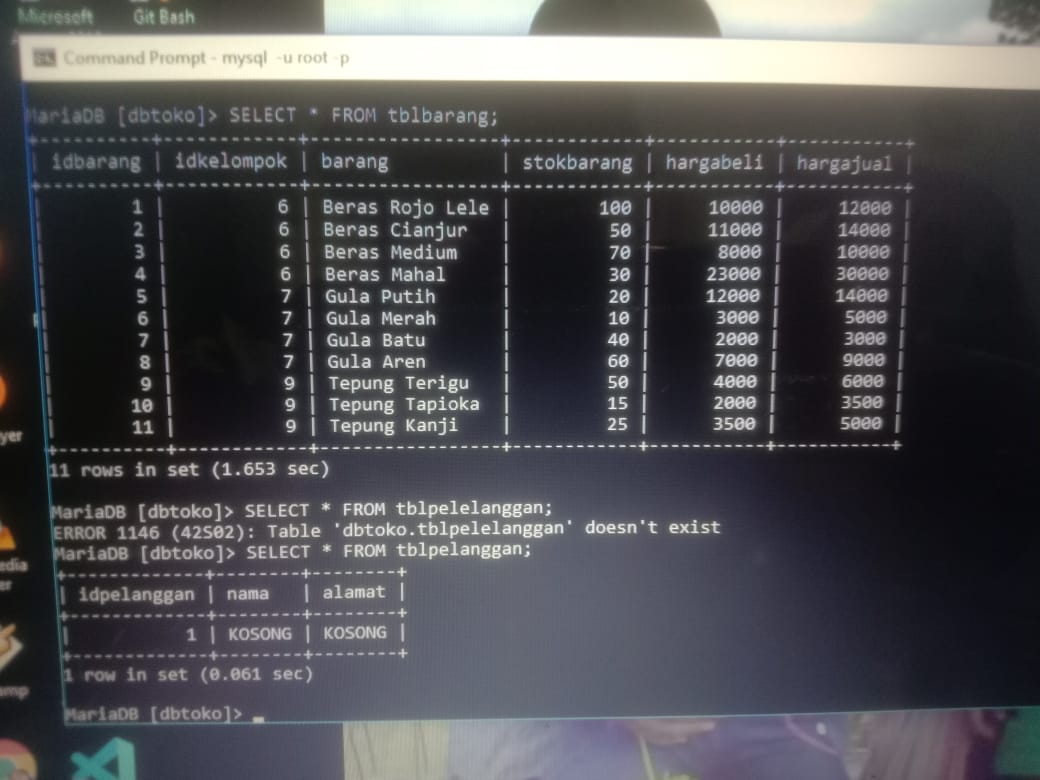 Microsoft Git Bash
Command Prompt - mysql -u root -p
MariaDB [dbtoko]> SELECT * FROM tblbarang;
| idbarang | idkelompok | barang | stokbarang | hargabeli | hargajual |
| 1 | 6 | Beras Rojo Lele | 100 | 10000 | 12000 |
| 2 | 6 | Beras Cianjur | 50 | 11000 | 14000 |
| 3 | 6 | Beras Medium | 70 | 8000 | 10000 |
| 4 | 6 | Beras Mahal | 30 | 23000 | 30000 |
| 5 | 7 | Gula Putih | 20 | 12000 | 14000 |
| 6 | 7 | Gula Merah | 10 | 3000 | 5000 |
| 7 | 7 | Gula Batu | 40 | 2000 | 3000 |
| 8 | 7 | Gula Aren | 60 | 7000 | 9000 |
| 9 | 9 | Tepung Terigu | 50 | 4000 | 6000 |
| 10 | 9 | Tepung Tapioka | 15 | 2000 | 3500 |
| 11 | 9 | Tepung Kanji | 25 | 3500 | 5000 |
11 rows in set (1.653 sec)
MariaDB [dbtoko]> SELECT * FROM tblpelelanggan;
ERROR 1146 (42S02): Table 'dbtoko.tblpelelanggan' doesn't exist
MariaDB [dbtoko]> SELECT * FROM tblpelanggan;
| idpelanggan | nama | alamat |
| 1 | KOSONG | KOSONG |
1 row in set (0.061 sec)
MariaDB [dbtoko]>